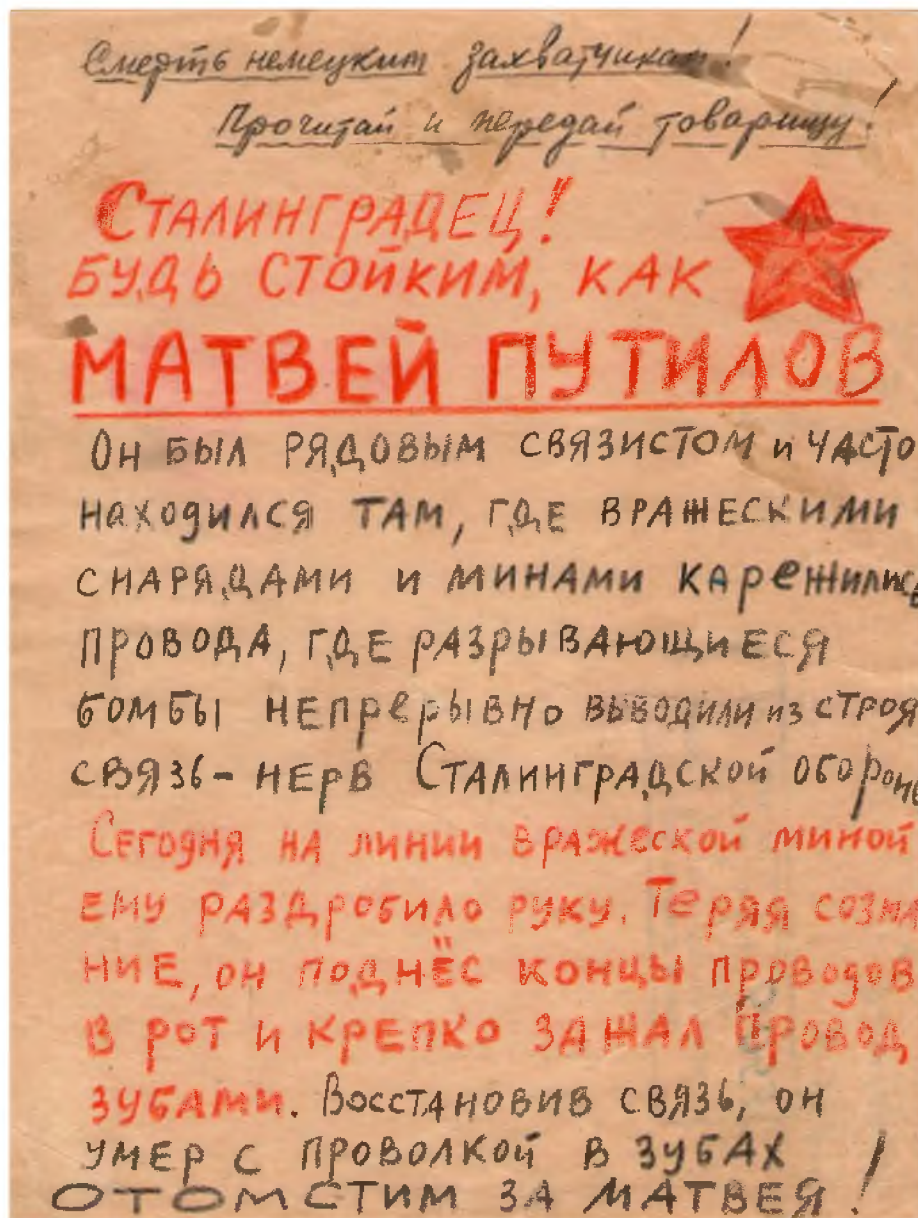 Смерть немецким захватчикам!
Прочитай и передай товарищу!
СТАЛИНГРАДЕЦ!
БУДЬ СТОЙКИМ, КАК
МАТВЕЙ ПУТИЛОВ
Он был рядовым связистом и часто
находился там, где вражескими
снарядами и минами карежились
провода, где разрывающиеся
бомбы непрерывно выводили из строя
связь - нерв Сталинградской обороны
Сегодня на линии вражеской миной
ему раздробило руку. Теряя созна
ние, он поднёс концы проводов
в рот и крепко зажал провод
зубами. Восстановив связь, он
умер с проволкой в зубах
ОТОМСТИМ ЗА МАТВЕЯ!